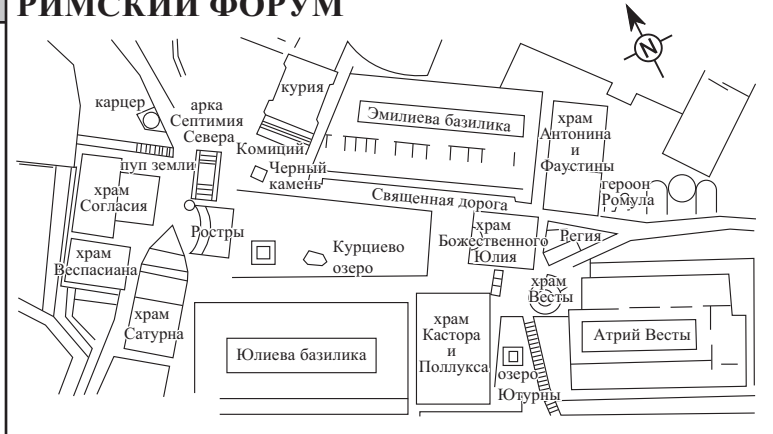 РИМСКИЙ ФОРУМ
N
карцер
арка
Септимия
Севера
курия
Эмилиева базилика
храм
Антонина
и
Фаустины
Комиций
Черный
камень
пуп земли
храм
Согласия
Священная дорога
героон
Ромула
Ростры
храм
Божественного
Юлия
Регия
Курциево
озеро
храм
Веспасиана
храм
Весты
храм
Сатурна
храм
Кастора
и
Поллукса
Атрий Весты
Юлиева базилика
озеро
Ютурны